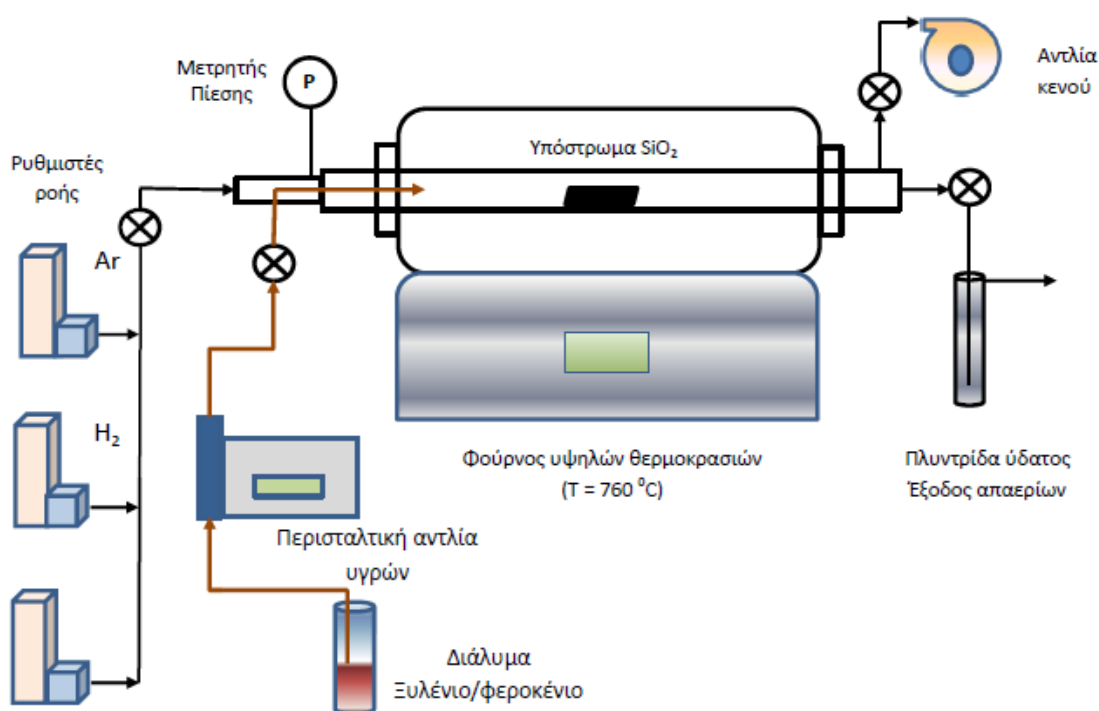 Αντλία
κενού
Μετρητής
Πίεσης
P
Υπόστρωμα SiO₂
Ρυθμιστές
ροής
Ar
H₂
Φούρνος υψηλών θερμοκρασιών
(T = 760 ⁰C)
Πλυντρίδα ύδατος
Έξοδος απαερίων
Περισταλτική αντλία
υγρών
Διάλυμα
Ξυλένιο/φεροκένιο